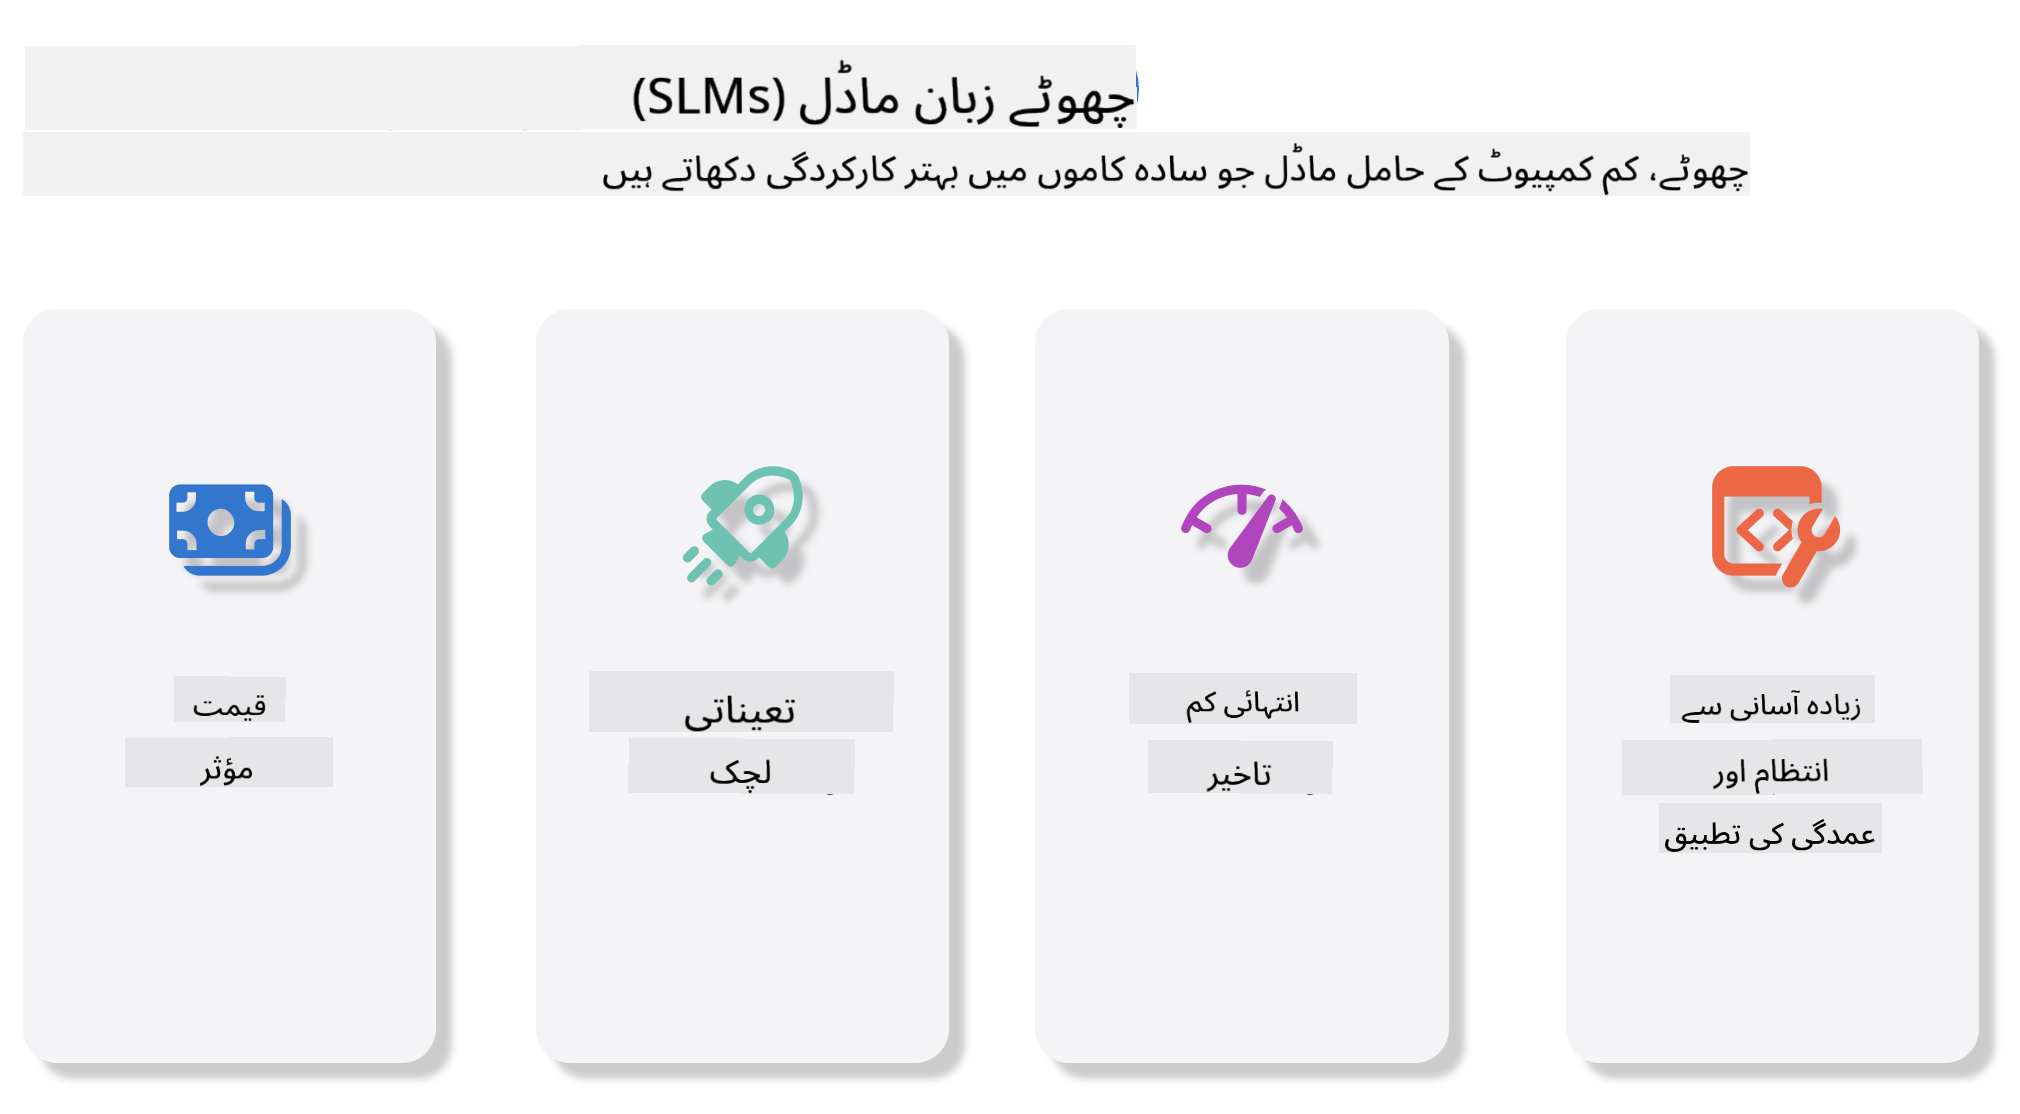 چھوٹے زبان ماڈل (SLMs)
چھوٹے، کم کمپیوٹ کے حامل ماڈل جو سادہ کاموں میں بہتر کارکردگی دکھاتے ہیں
قیمت
مؤثر
تعیناتی
لچک
انتہائی کم
تاخیر
زیادہ آسانی سے
انتظام اور
عمدگی کی تطبیق